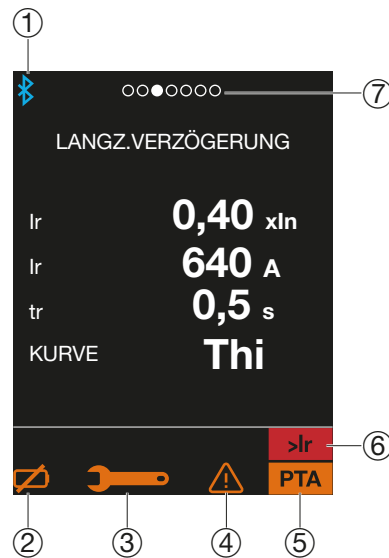 ①
⑦
LANGZ.VERZÖGERUNG
Ir 0,40 xIn
Ir 640 A
tr 0,5 s
KURVE Thi
>Ir ⑥
PTA
② ③ ④ ⑤